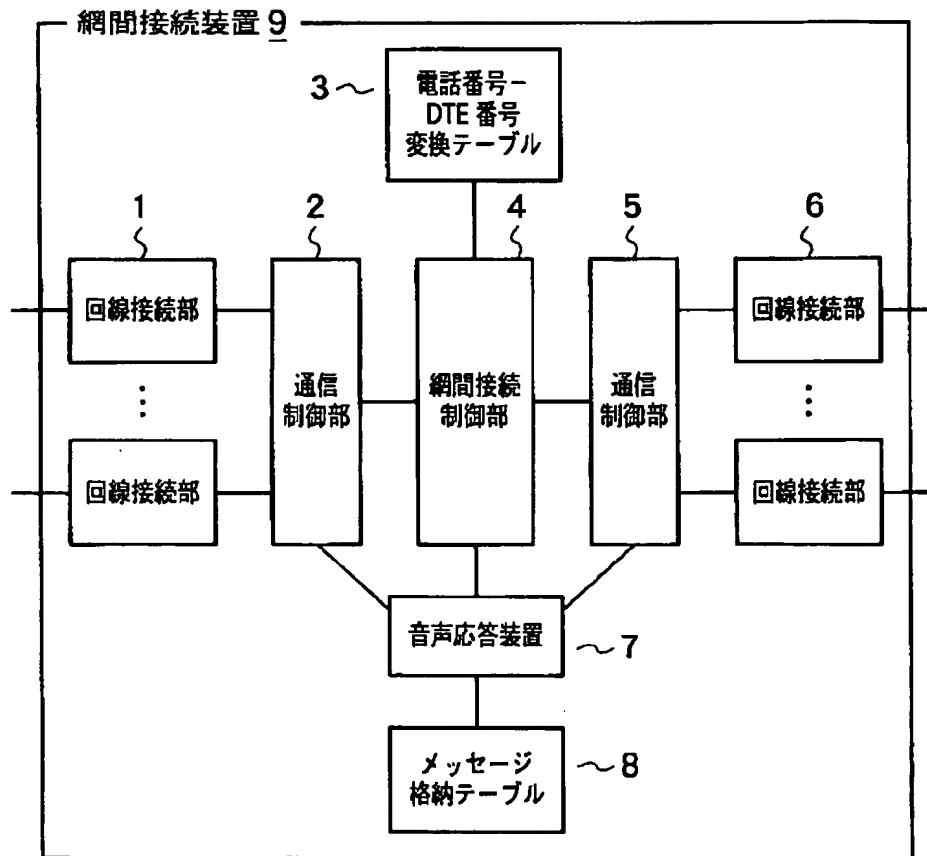 網間接続装置 9
3
電話番号－
DTE 番号
変換テーブル
1
2
4
5
6
回線接続部
通信
制御部
網間接続
制御部
通信
制御部
回線接続部
回線接続部
回線接続部
音声応答装置
7
メッセージ
格納テーブル
8